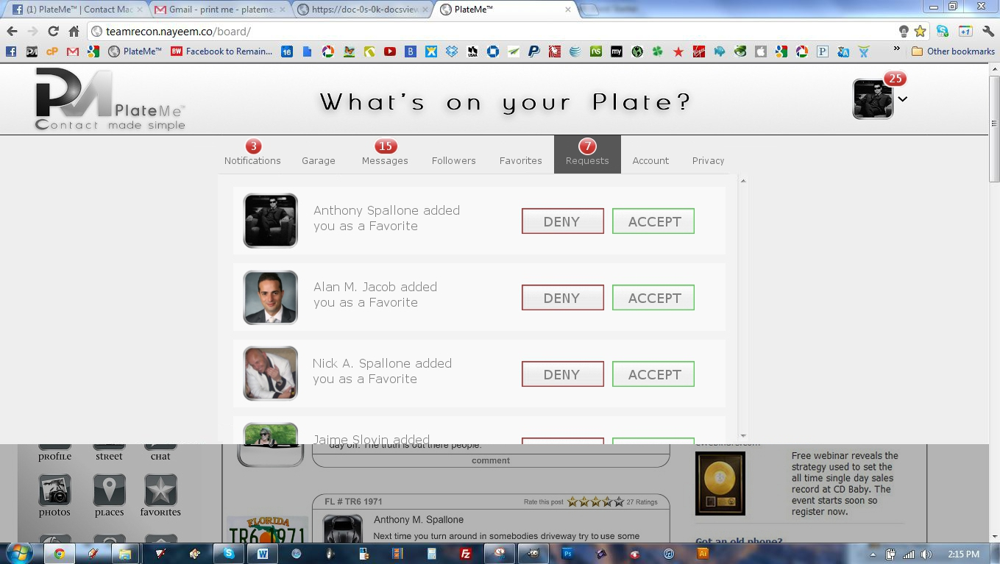 (1) PlateMe™ | Contact Mad
Gmail - print me - plateme.
https://doc-0s-0k-docsview
PlateMe™
teamrecon.nayeem.co/board/
PlateMe™
BW Facebook to Remain...
16
Other bookmarks
PlateMe™
Contact made simple
What's on your Plate?
25
3
15
7
Notifications
Garage
Messages
Followers
Favorites
Requests
Account
Privacy
Anthony Spallone added
you as a Favorite
DENY
ACCEPT
Alan M. Jacob added
you as a Favorite
DENY
ACCEPT
Nick A. Spallone added
you as a Favorite
DENY
ACCEPT
Jaime Slovin added
day off. The truth is out there people.
comment
PROFILE
STREET
CHAT
PHOTOS
PLACES
FAVORITES
FL # TR6 1971
Rate this post
27 Ratings
FLORIDA
TR6 1971
Anthony M. Spallone
Next time you turn around in somebodies driveway try to use some
Free webinar reveals the
strategy used to set the
all time single day sales
record at CD Baby. The
event starts soon so
register now.
Got an old phone?
2:15 PM